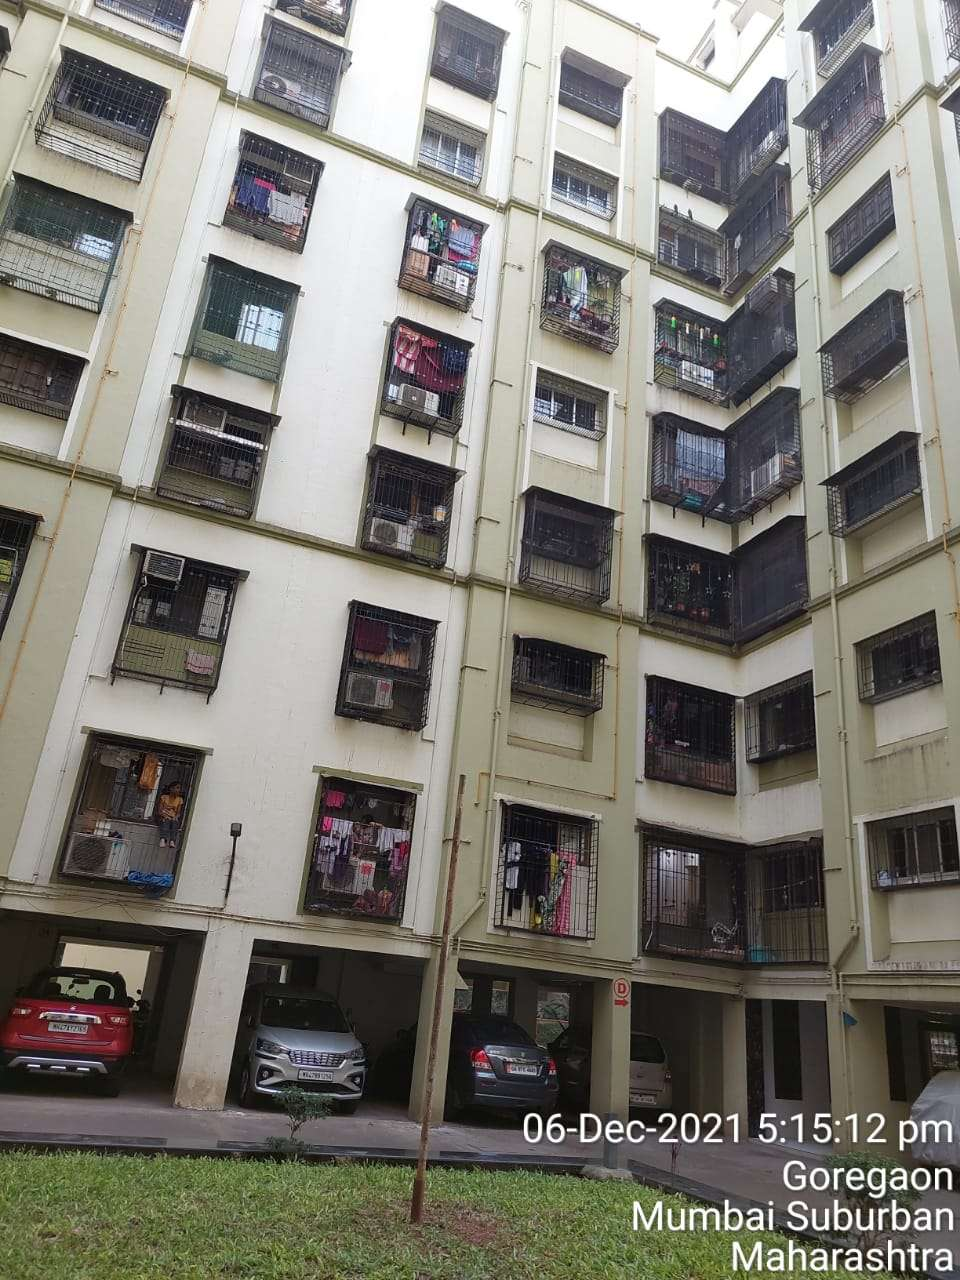 D
06-Dec-2021 5:15:12 pm
Goregaon
Mumbai Suburban
Maharashtra